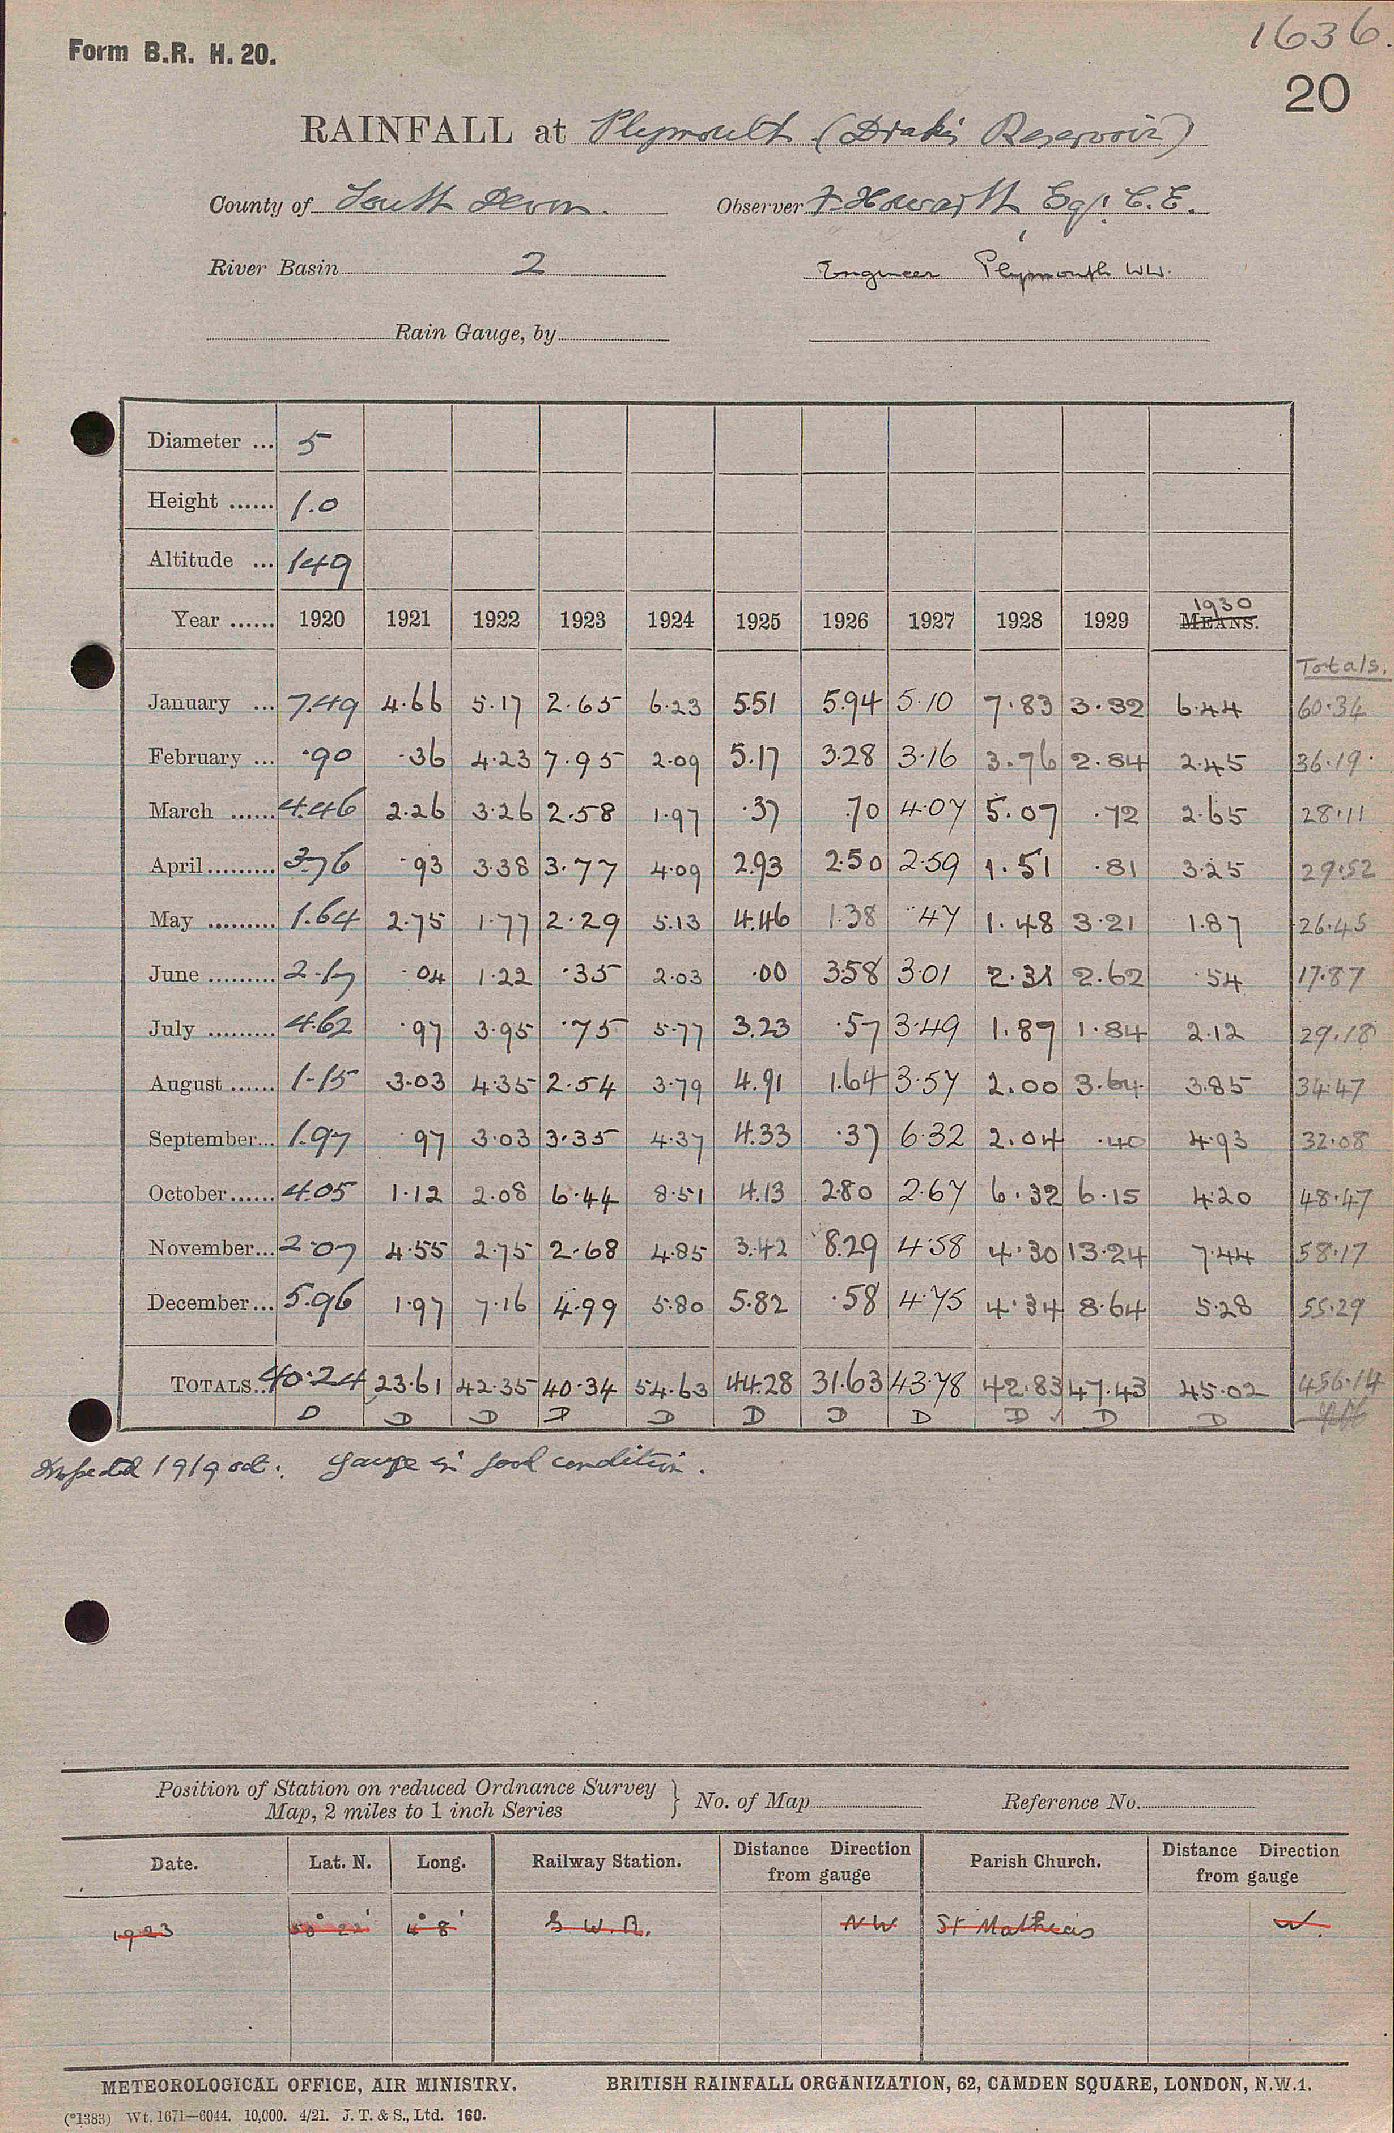 1636.
Form B.R. H. 20.
20
RAINFALL at Plymouth (Drake's Reservoir)
County of South Devon. Observer F. Howarth Esq. C.E.
River Basin 2 Engineer Plymouth W.W.
Rain Gauge, by
Diameter ... 5
Height ...... 1.0
Altitude ... 149
Year ...... 1920 1921 1922 1923 1924 1925 1926 1927 1928 1929 1930 MEANS.
Totals.
January ... 7.49 4.66 5.17 2.65 6.23 5.51 5.94 5.10 7.83 3.32 6.44 60.34
February ... .90 .36 4.23 7.95 2.09 5.17 3.28 3.16 3.76 2.84 2.45 36.19
March ...... 4.46 2.26 3.26 2.58 1.97 .37 .70 4.07 5.07 .72 2.65 28.11
April ......... 3.76 .93 3.38 3.77 4.09 2.93 2.50 2.59 1.51 .81 3.25 29.52
May ......... 1.64 2.75 1.77 2.29 5.13 4.46 1.38 .47 1.48 3.21 1.87 26.45
June ......... 2.17 .04 1.22 .35 2.03 .00 3.58 3.01 2.31 2.62 .54 17.87
July ......... 4.62 .97 3.95 .75 5.77 3.23 .57 3.49 1.87 1.84 2.12 29.18
August ...... 1.15 3.03 4.35 2.54 3.79 4.91 1.64 3.57 2.00 3.64 3.85 34.47
September... 1.97 .97 3.03 3.35 4.37 4.33 .37 6.32 2.04 .40 4.93 32.08
October...... 4.05 1.12 2.08 6.44 8.51 4.13 2.80 2.67 6.32 6.15 4.20 48.47
November... 2.07 4.55 2.75 2.68 4.85 3.42 8.29 4.58 4.30 13.24 7.44 58.17
December... 5.96 1.97 7.16 4.99 5.80 5.82 .58 4.75 4.34 8.64 5.28 55.29
TOTALS.. 40.24 23.61 42.35 40.34 54.63 44.28 31.63 43.78 42.83 47.43 45.02 456.14
D D D D D D D D D ✓ D D
Inspected 1919 Oct: Gauge in good condition.
Position of Station on reduced Ordnance Survey Map, 2 miles to 1 inch Series } No. of Map Reference No.
Date. Lat. N. Long. Railway Station. Distance Direction from gauge Parish Church. Distance Direction from gauge
1923 50° 22' 4° 8' G. W. R. NW St Mathias W.
METEOROLOGICAL OFFICE, AIR MINISTRY. BRITISH RAINFALL ORGANIZATION, 62, CAMDEN SQUARE, LONDON, N.W.1.
(*1383) Wt. 1671—6044. 10,000. 4/21. J. T. & S., Ltd. 160.